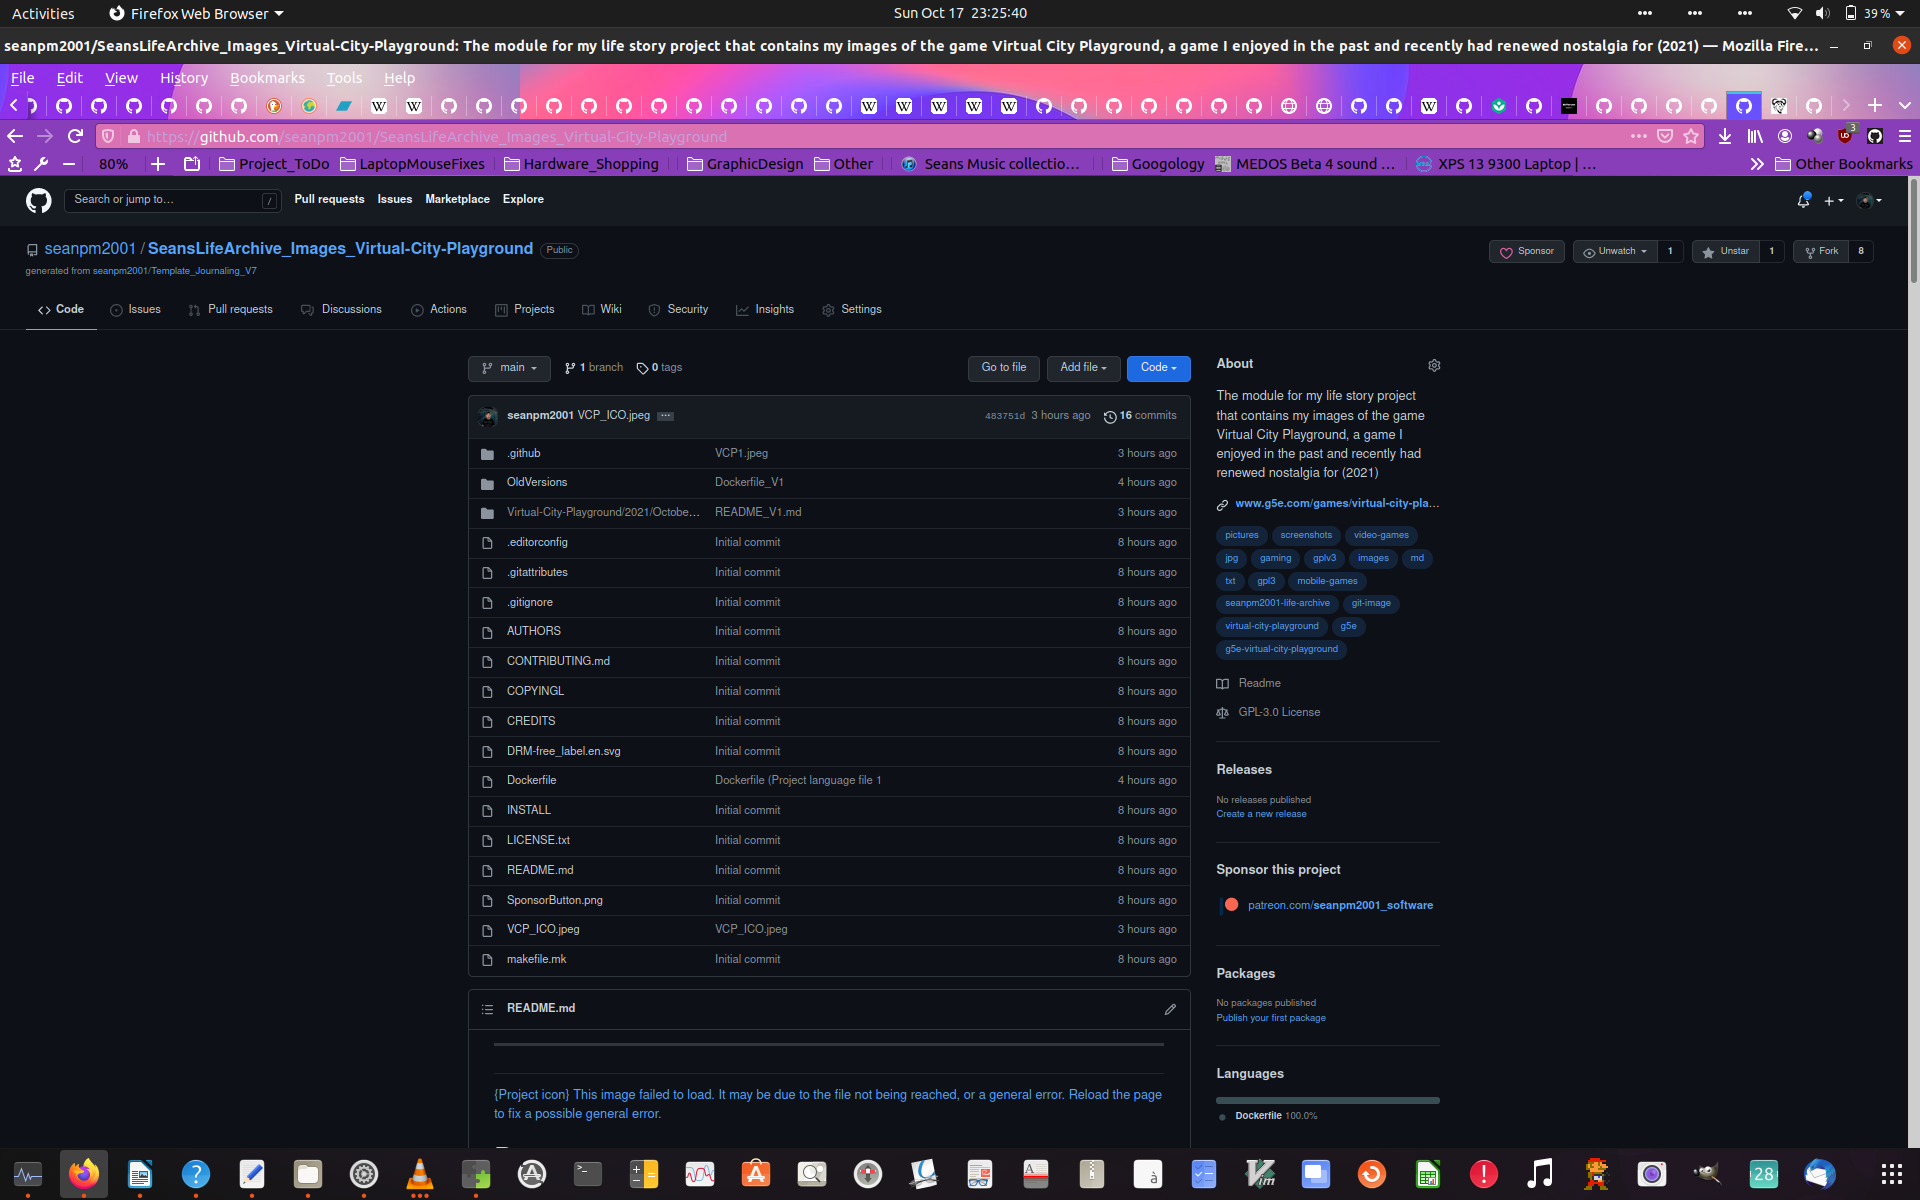 Activities Firefox Web Browser Sun Oct 17 23:25:40 39 %
seanpm2001/SeansLifeArchive_Images_Virtual-City-Playground: The module for my life story project that contains my images of the game Virtual City Playground, a game I enjoyed in the past and recently had renewed nostalgia for (2021) — Mozilla Fire...
File Edit View History Bookmarks Tools Help
https://github.com/seanpm2001/SeansLifeArchive_Images_Virtual-City-Playground 3
80% Project_ToDo LaptopMouseFixes Hardware_Shopping GraphicDesign Other Seans Music collectio... Googology MEDOS Beta 4 sound ... XPS 13 9300 Laptop | ... Other Bookmarks
Search or jump to... / Pull requests Issues Marketplace Explore
seanpm2001 / SeansLifeArchive_Images_Virtual-City-Playground Public Sponsor Unwatch 1 Unstar 1 Fork 8
generated from seanpm2001/Template_Journaling_V7
Code Issues Pull requests Discussions Actions Projects Wiki Security Insights Settings
main 1 branch 0 tags Go to file Add file Code
seanpm2001 VCP_ICO.jpeg 483751d 3 hours ago 16 commits
.github VCP1.jpeg 3 hours ago
OldVersions Dockerfile_V1 4 hours ago
Virtual-City-Playground/2021/Octobe... README_V1.md 3 hours ago
.editorconfig Initial commit 8 hours ago
.gitattributes Initial commit 8 hours ago
.gitignore Initial commit 8 hours ago
AUTHORS Initial commit 8 hours ago
CONTRIBUTING.md Initial commit 8 hours ago
COPYINGL Initial commit 8 hours ago
CREDITS Initial commit 8 hours ago
DRM-free_label.en.svg Initial commit 8 hours ago
Dockerfile Dockerfile (Project language file 1 4 hours ago
INSTALL Initial commit 8 hours ago
LICENSE.txt Initial commit 8 hours ago
README.md Initial commit 8 hours ago
SponsorButton.png Initial commit 8 hours ago
VCP_ICO.jpeg VCP_ICO.jpeg 3 hours ago
makefile.mk Initial commit 8 hours ago
README.md
{Project icon} This image failed to load. It may be due to the file not being reached, or a general error. Reload the page
to fix a possible general error.
About
The module for my life story project
that contains my images of the game
Virtual City Playground, a game I
enjoyed in the past and recently had
renewed nostalgia for (2021)
www.g5e.com/games/virtual-city-pla...
pictures screenshots video-games
jpg gaming gplv3 images md
txt gpl3 mobile-games
seanpm2001-life-archive git-image
virtual-city-playground g5e
g5e-virtual-city-playground
Readme
GPL-3.0 License
Releases
No releases published
Create a new release
Sponsor this project
patreon.com/seanpm2001_software
Packages
No packages published
Publish your first package
Languages
Dockerfile 100.0%
28